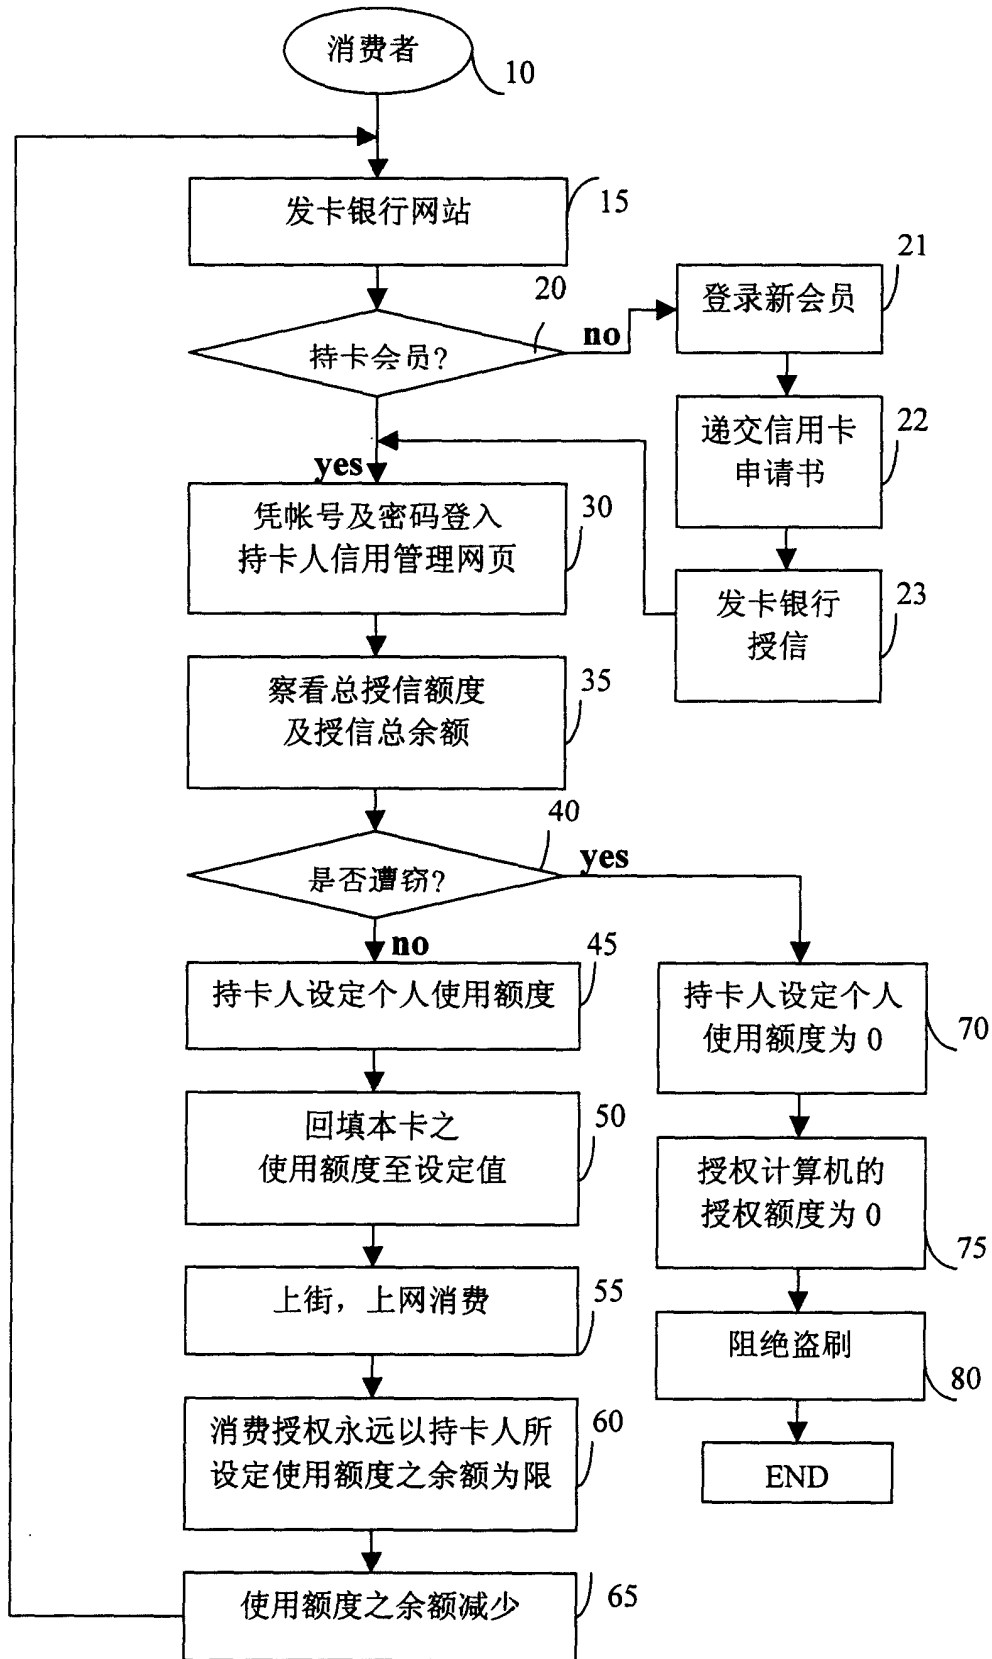 消费者
10
发卡银行网站
15
20
持卡会员?
no
21
登录新会员
递交信用卡
申请书
22
发卡银行
授信
23
yes
凭帐号及密码登入
持卡人信用管理网页
30
察看总授信额度
及授信总余额
35
40
是否遭窃?
yes
no
持卡人设定个人使用额度
45
回填本卡之
使用额度至设定值
50
上街，上网消费
55
消费授权永远以持卡人所
设定使用额度之余额为限
60
使用额度之余额减少
65
持卡人设定个人
使用额度为 0
70
授权计算机的
授权额度为 0
75
阻绝盗刷
80
END